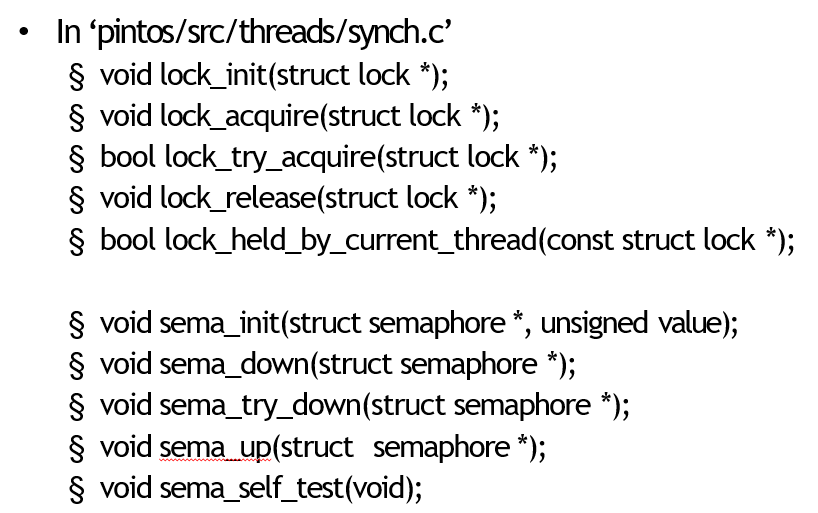 • In ‘pintos/src/threads/synch.c’
§ void lock_init(struct lock *);
§ void lock_acquire(struct lock *);
§ bool lock_try_acquire(struct lock *);
§ void lock_release(struct lock *);
§ bool lock_held_by_current_thread(const struct lock *);
§ void sema_init(struct semaphore *, unsigned value);
§ void sema_down(struct semaphore *);
§ void sema_try_down(struct semaphore *);
§ void sema_up(struct semaphore *);
§ void sema_self_test(void);